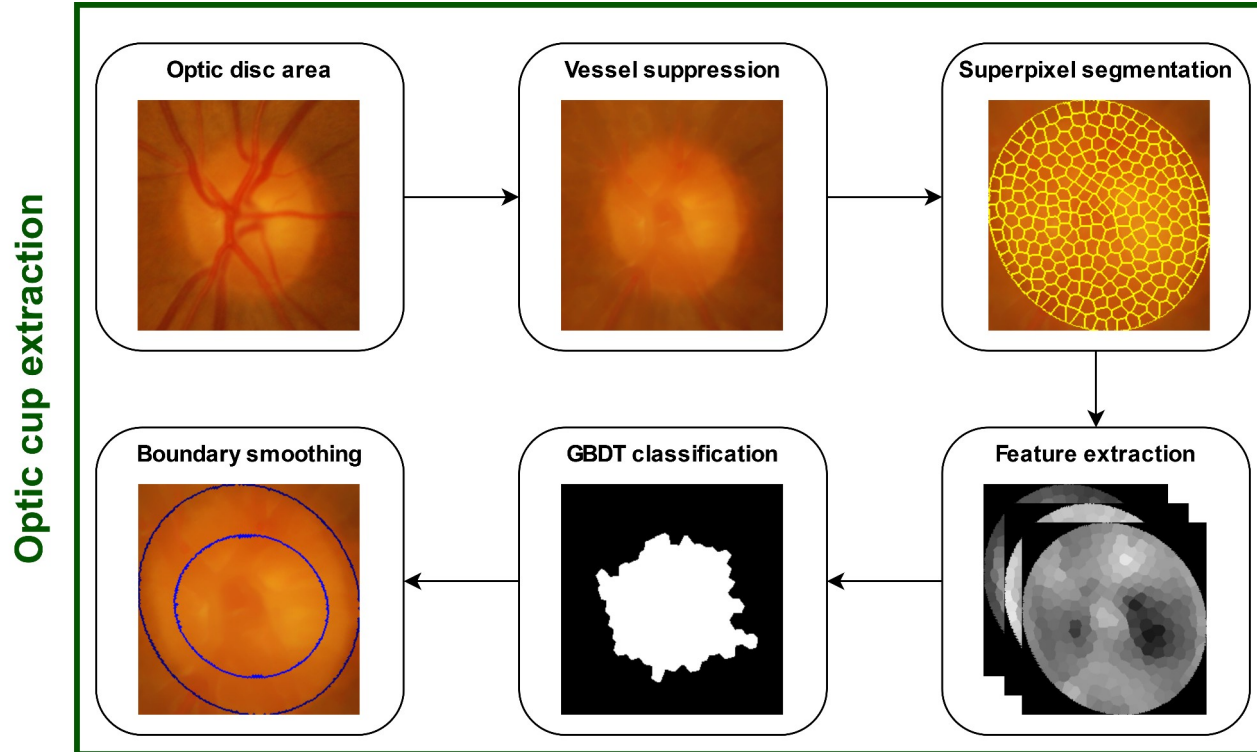 Optic cup extraction
Optic disc area
Vessel suppression
Superpixel segmentation
Boundary smoothing
GBDT classification
Feature extraction